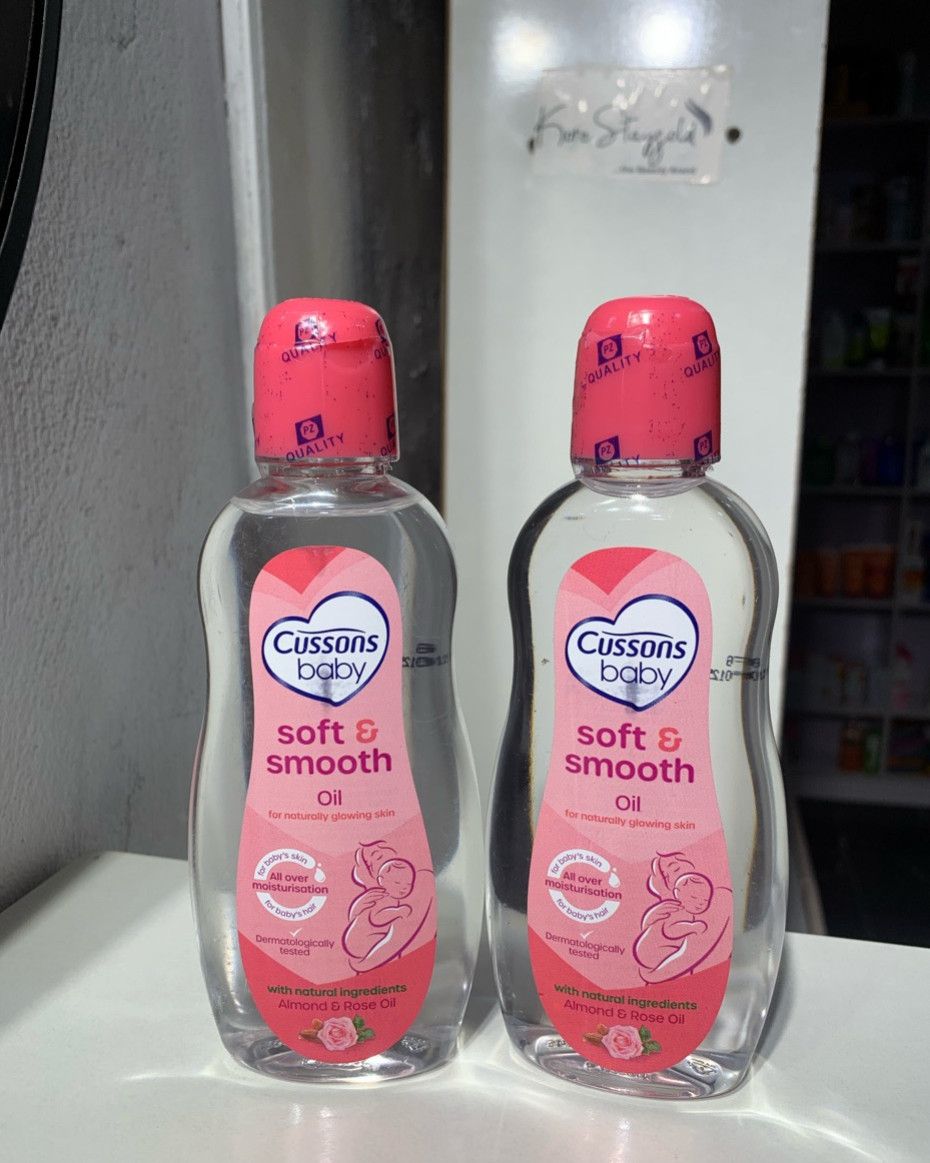 PZ
QUALITY
PZ
QUALITY
Cussons
baby
soft &
smooth
Oil
for naturally glowing skin
for baby's skin
All over
moisturisation
for baby's hair
Dermatologically
tested
with natural ingredients
Almond & Rose Oil
PZ
QUALITY
PZ
QUALITY
PZ
QUALITY
PZ
Cussons
baby
soft &
smooth
Oil
for naturally glowing skin
for baby's skin
All over
moisturisation
for baby's hair
Dermatologically
tested
with natural ingredients
Almond & Rose Oil